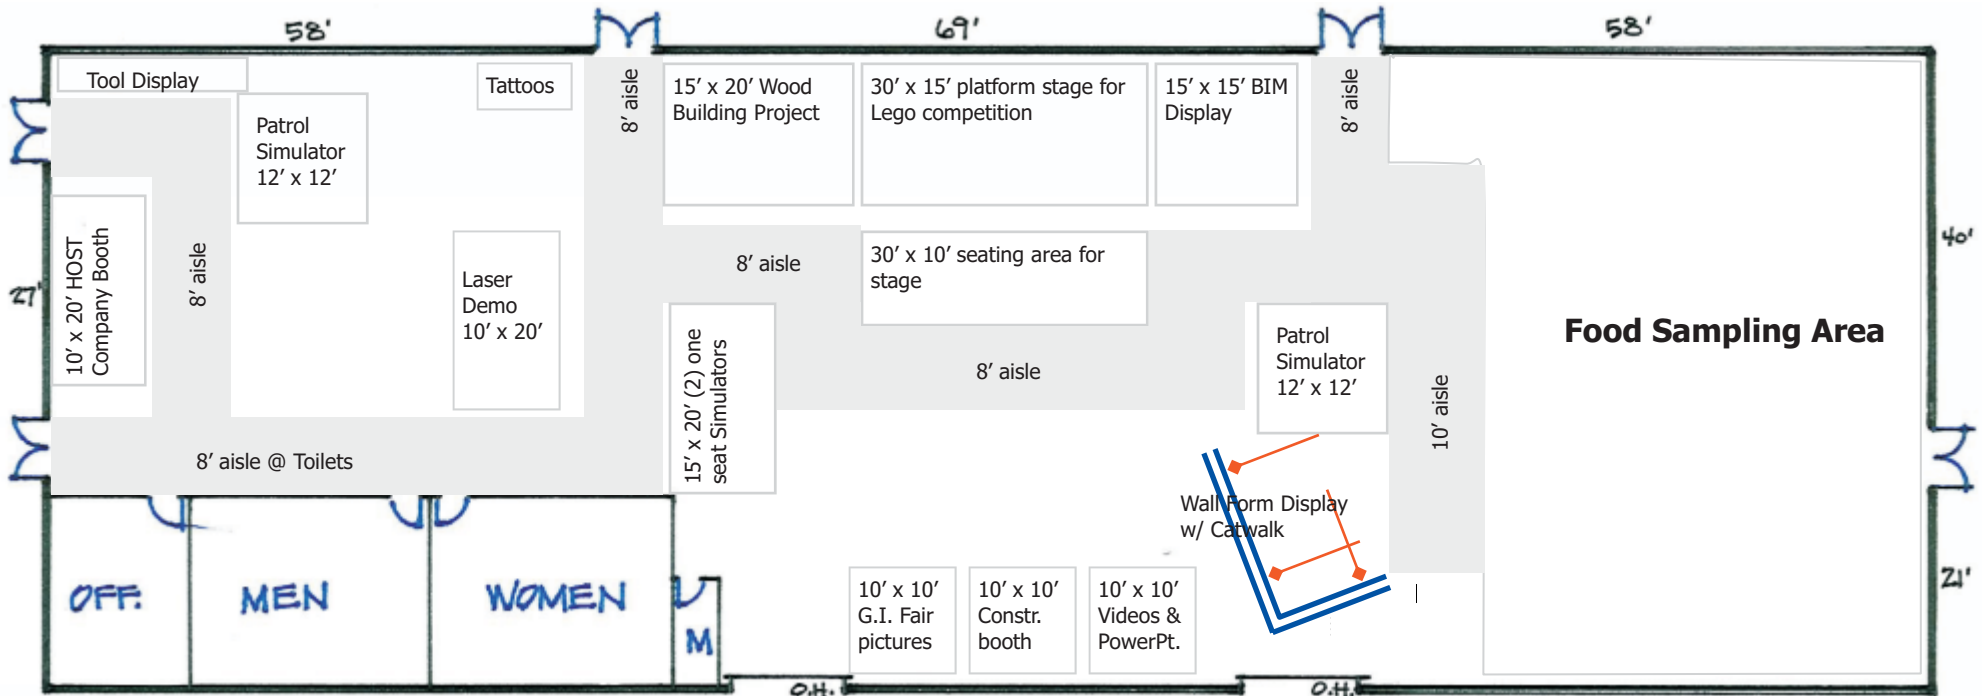 58'
69'
58'
Tool Display
Tattoos
8' aisle
15' x 20' Wood
Building Project
30' x 15' platform stage for
Lego competition
15' x 15' BIM
Display
8' aisle
Patrol
Simulator
12' x 12'
10' x 20' HOST
Company Booth
8' aisle
27'
Laser
Demo
10' x 20'
8' aisle
30' x 10' seating area for
stage
40'
Food Sampling Area
15' x 20' (2) one
seat Simulators
8' aisle
Patrol
Simulator
12' x 12'
10' aisle
8' aisle @ Toilets
Wall Form Display
w/ Catwalk
OFF.
MEN
WOMEN
M
10' x 10'
G.I. Fair
pictures
10' x 10'
Constr.
booth
10' x 10'
Videos &
PowerPt.
21'
O.H.
O.H.